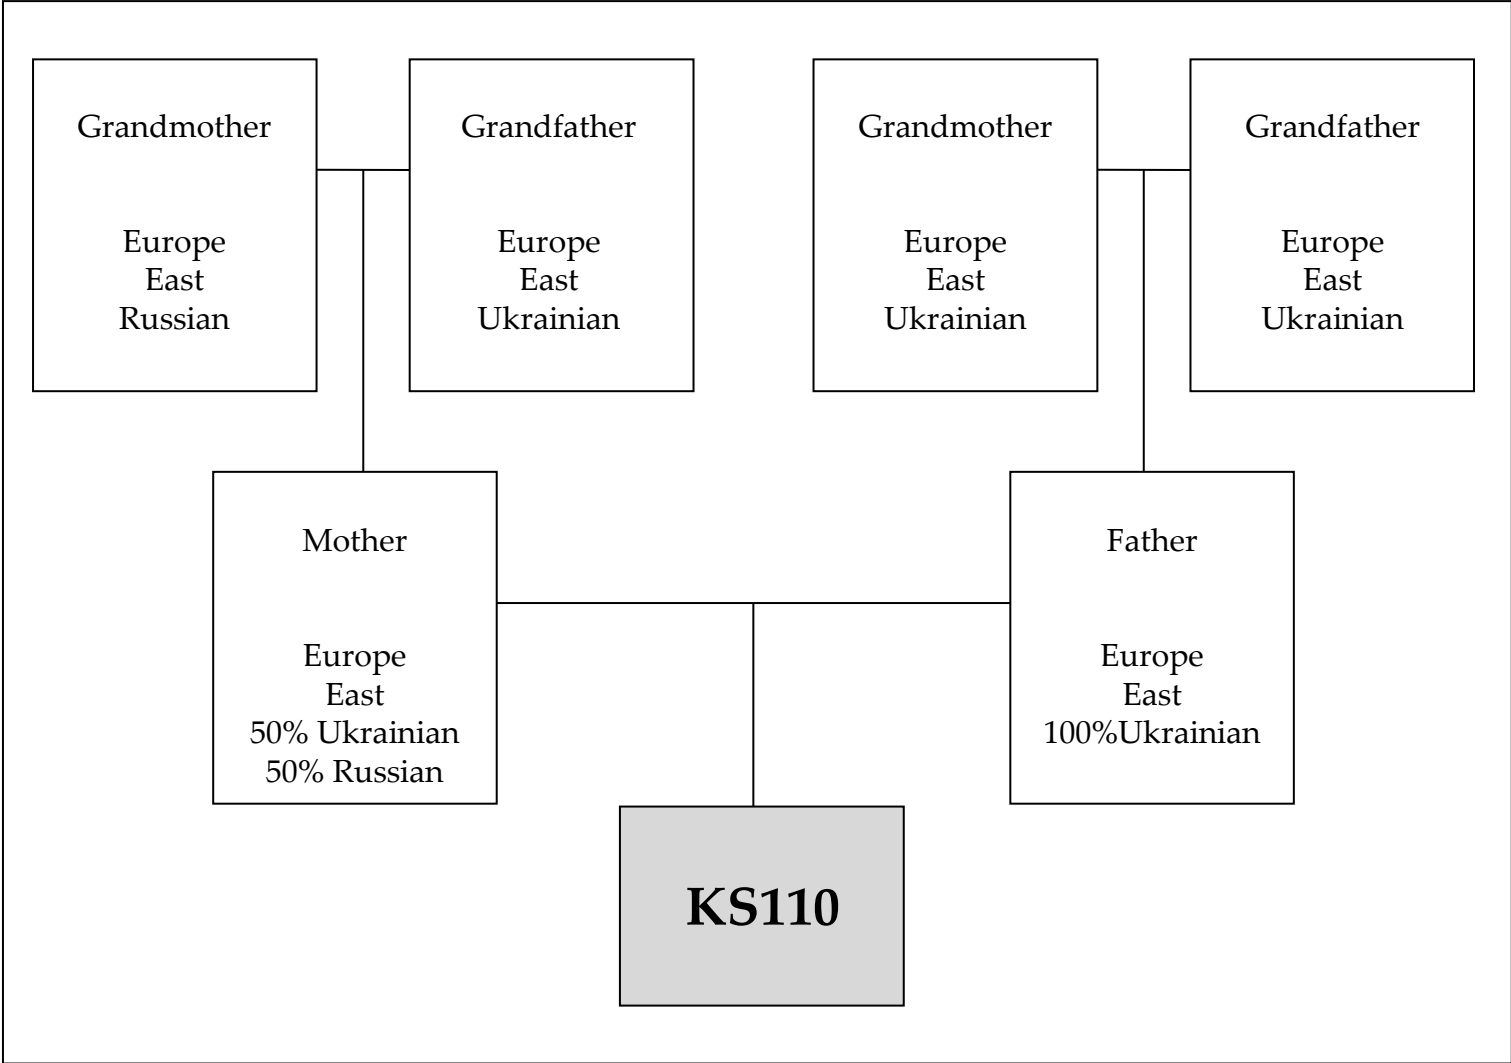 Grandmother
Europe
East
Russian
Grandfather
Europe
East
Ukrainian
Grandmother
Europe
East
Ukrainian
Grandfather
Europe
East
Ukrainian
Mother
Europe
East
50% Ukrainian
50% Russian
Father
Europe
East
100%Ukrainian
KS110